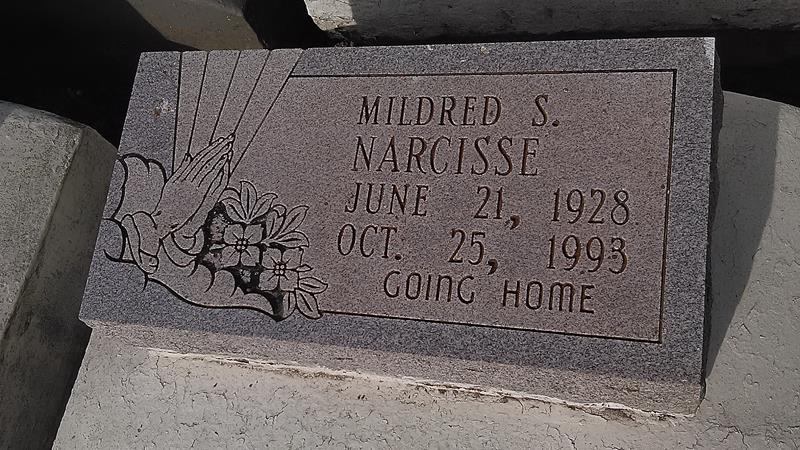 MILDRED S.
NARCISSE
JUNE 21, 1928
OCT. 25, 1993
GOING HOME